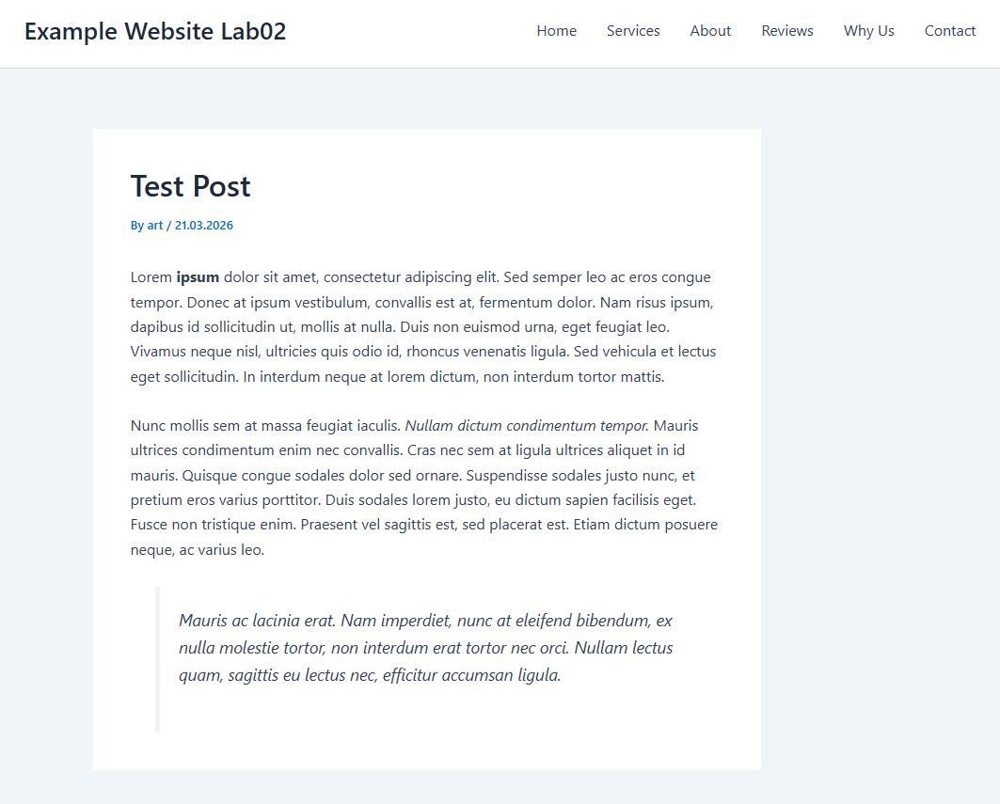 Example Website Lab02
Home Services About Reviews Why Us Contact
Test Post
By art / 21.03.2026
Lorem ipsum dolor sit amet, consectetur adipiscing elit. Sed semper leo ac eros congue
tempor. Donec at ipsum vestibulum, convallis est at, fermentum dolor. Nam risus ipsum,
dapibus id sollicitudin ut, mollis at nulla. Duis non euismod urna, eget feugiat leo.
Vivamus neque nisl, ultricies quis odio id, rhoncus venenatis ligula. Sed vehicula et lectus
eget sollicitudin. In interdum neque at lorem dictum, non interdum tortor mattis.
Nunc mollis sem at massa feugiat iaculis. Nullam dictum condimentum tempor. Mauris
ultrices condimentum enim nec convallis. Cras nec sem at ligula ultrices aliquet in id
mauris. Quisque congue sodales dolor sed ornare. Suspendisse sodales justo nunc, et
pretium eros varius porttitor. Duis sodales lorem justo, eu dictum sapien facilisis eget.
Fusce non tristique enim. Praesent vel sagittis est, sed placerat est. Etiam dictum posuere
neque, ac varius leo.
Mauris ac lacinia erat. Nam imperdiet, nunc at eleifend bibendum, ex
nulla molestie tortor, non interdum erat tortor nec orci. Nullam lectus
quam, sagittis eu lectus nec, efficitur accumsan ligula.